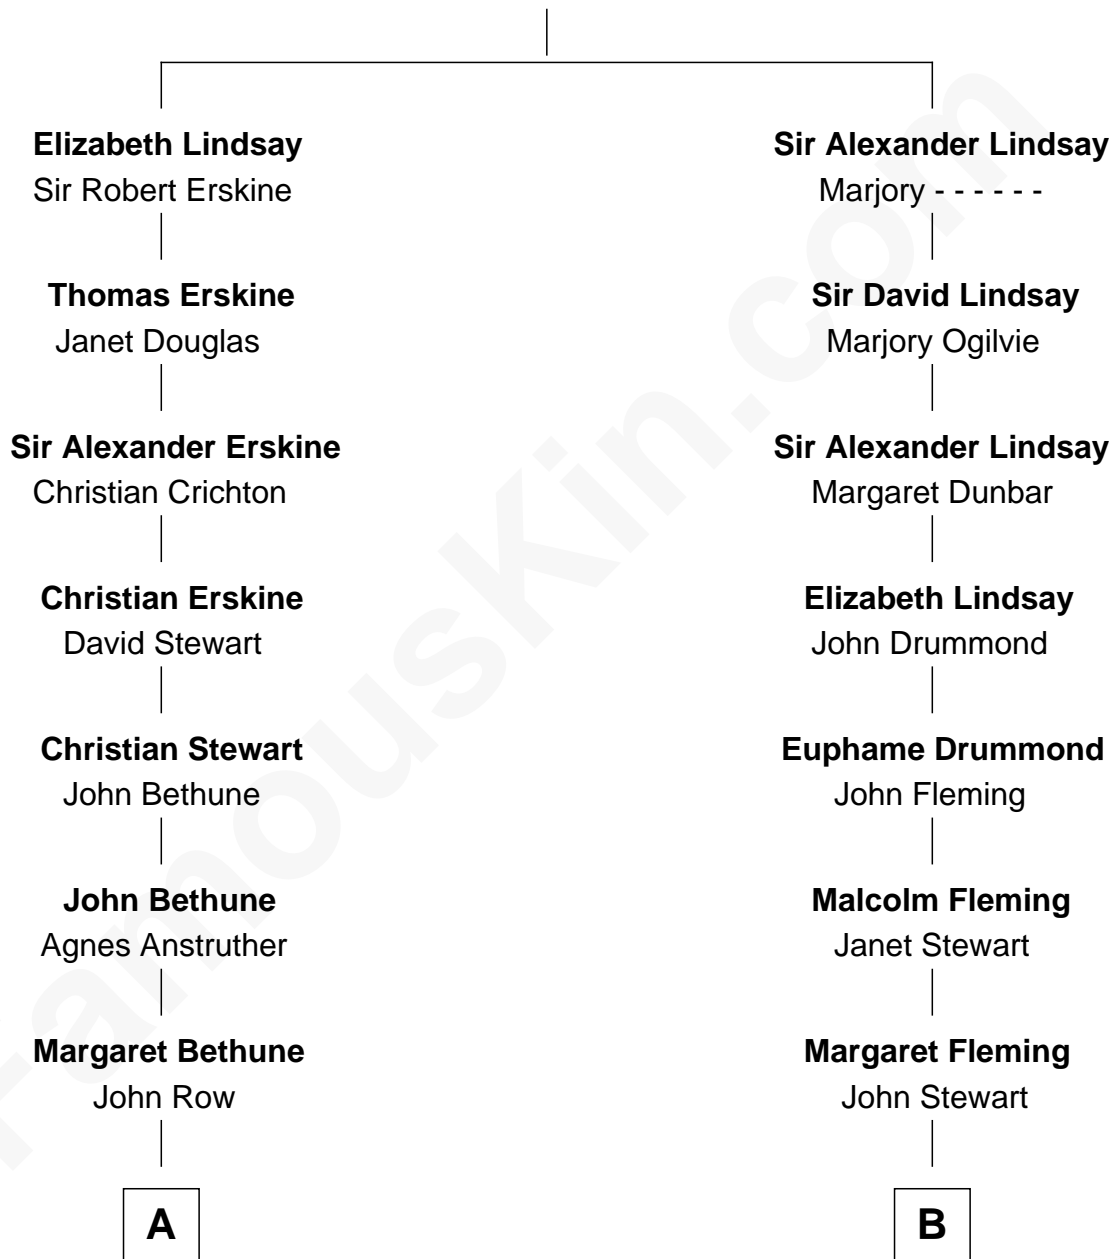 Elizabeth Lindsay
Sir Robert Erskine
Sir Alexander Lindsay
Marjory - - - - - -
Thomas Erskine
Janet Douglas
Sir David Lindsay
Marjory Ogilvie
Sir Alexander Erskine
Christian Crichton
Sir Alexander Lindsay
Margaret Dunbar
Christian Erskine
David Stewart
Elizabeth Lindsay
John Drummond
Christian Stewart
John Bethune
Euphame Drummond
John Fleming
John Bethune
Agnes Anstruther
Malcolm Fleming
Janet Stewart
Margaret Bethune
John Row
Margaret Fleming
John Stewart
A
B
FamousKin.com